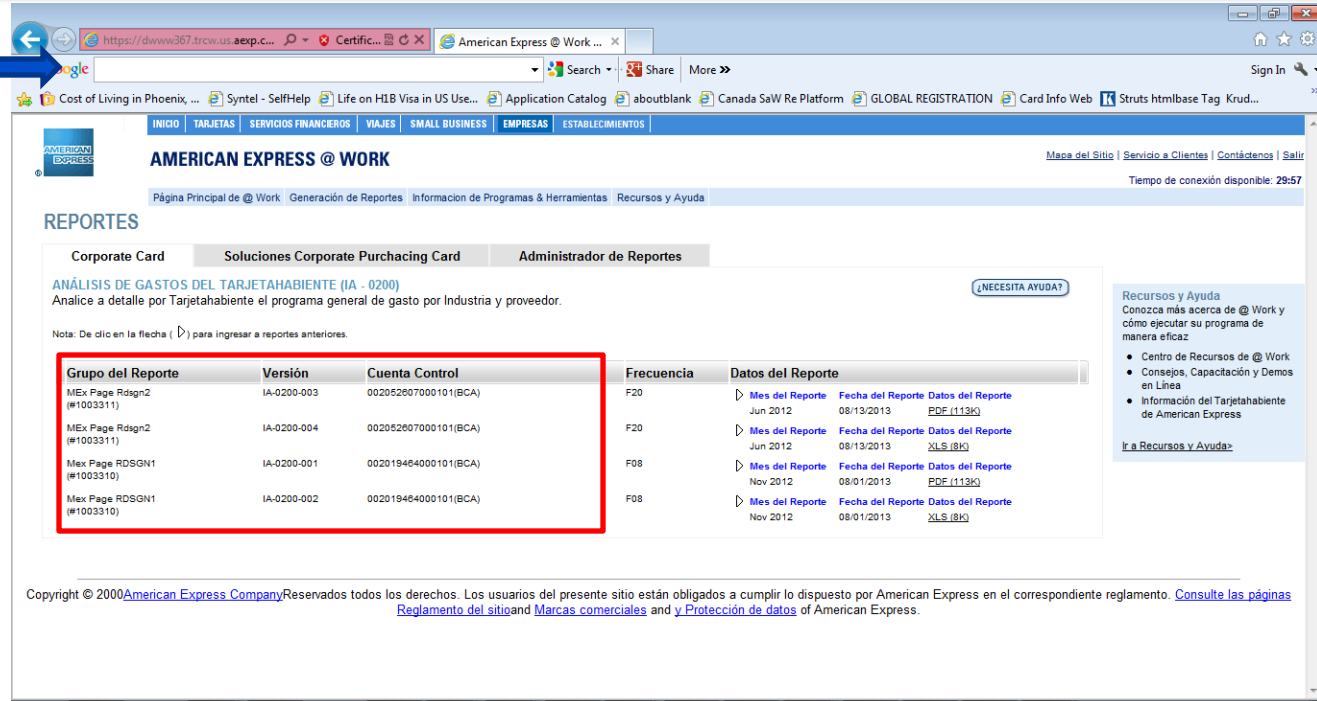 https://dwww367.trcw.us.aexp.c... Certific... American Express @ Work ...
ogle Search Share More » Sign In
Cost of Living in Phoenix, ... Syntel - SelfHelp Life on H1B Visa in US Use... Application Catalog aboutblank Canada SaW Re Platform GLOBAL REGISTRATION Card Info Web Struts htmlbase Tag Krud...
INICIO TARJETAS SERVICIOS FINANCIEROS VIAJES SMALL BUSINESS EMPRESAS ESTABLECIMIENTOS
AMERICAN EXPRESS ®
AMERICAN EXPRESS @ WORK
Mapa del Sitio | Servicio a Clientes | Contáctenos | Salir
Tiempo de conexión disponible: 29:57
Página Principal de @ Work Generación de Reportes Informacion de Programas & Herramientas Recursos y Ayuda
REPORTES
Corporate Card Soluciones Corporate Purchacing Card Administrador de Reportes
ANÁLISIS DE GASTOS DEL TARJETAHABIENTE (IA - 0200)
¿NECESITA AYUDA?
Analice a detalle por Tarjetahabiente el programa general de gasto por Industria y proveedor.
Nota: De clic en la flecha ( ▷ ) para ingresar a reportes anteriores.
Grupo del Reporte Versión Cuenta Control Frecuencia Datos del Reporte
MEx Page Rdsgn2 IA-0200-003 002052607000101(BCA) F20 ▷ Mes del Reporte Fecha del Reporte Datos del Reporte
(#1003311) Jun 2012 08/13/2013 PDF (113K)
MEx Page Rdsgn2 IA-0200-004 002052607000101(BCA) F20 ▷ Mes del Reporte Fecha del Reporte Datos del Reporte
(#1003311) Jun 2012 08/13/2013 XLS (8K)
Mex Page RDSGN1 IA-0200-001 002019464000101(BCA) F08 ▷ Mes del Reporte Fecha del Reporte Datos del Reporte
(#1003310) Nov 2012 08/01/2013 PDF (113K)
Mex Page RDSGN1 IA-0200-002 002019464000101(BCA) F08 ▷ Mes del Reporte Fecha del Reporte Datos del Reporte
(#1003310) Nov 2012 08/01/2013 XLS (8K)
Recursos y Ayuda
Conozca más acerca de @ Work y
cómo ejecutar su programa de
manera eficaz
• Centro de Recursos de @ Work
• Consejos, Capacitación y Demos
en Línea
• Información del Tarjetahabiente
de American Express
Ir a Recursos y Ayuda>
Copyright © 2000American Express CompanyReservados todos los derechos. Los usuarios del presente sitio están obligados a cumplir lo dispuesto por American Express en el correspondiente reglamento. Consulte las páginas
Reglamento del sitioand Marcas comerciales and y Protección de datos of American Express.